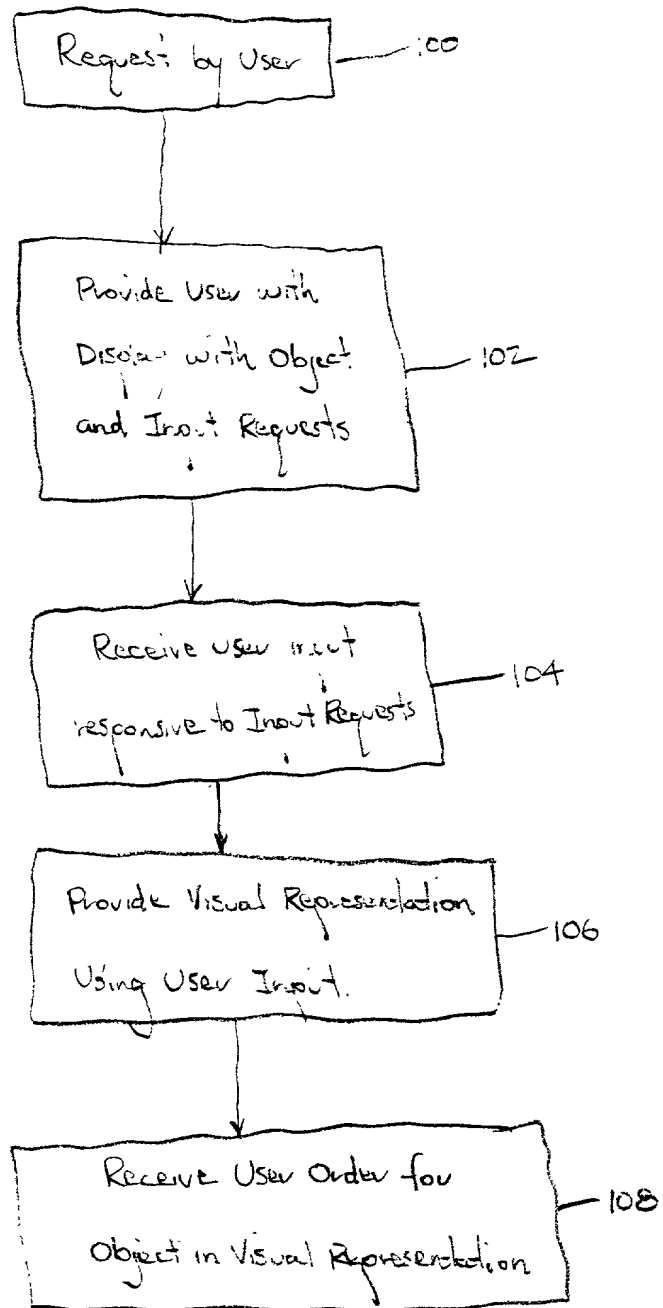 Request by User
100
Provide User with
Display with Object
and Input Requests
102
Receive user input
responsive to Input Requests
104
Provide Visual Representation
Using User Input.
106
Receive User Order for
Object in Visual Representation
108